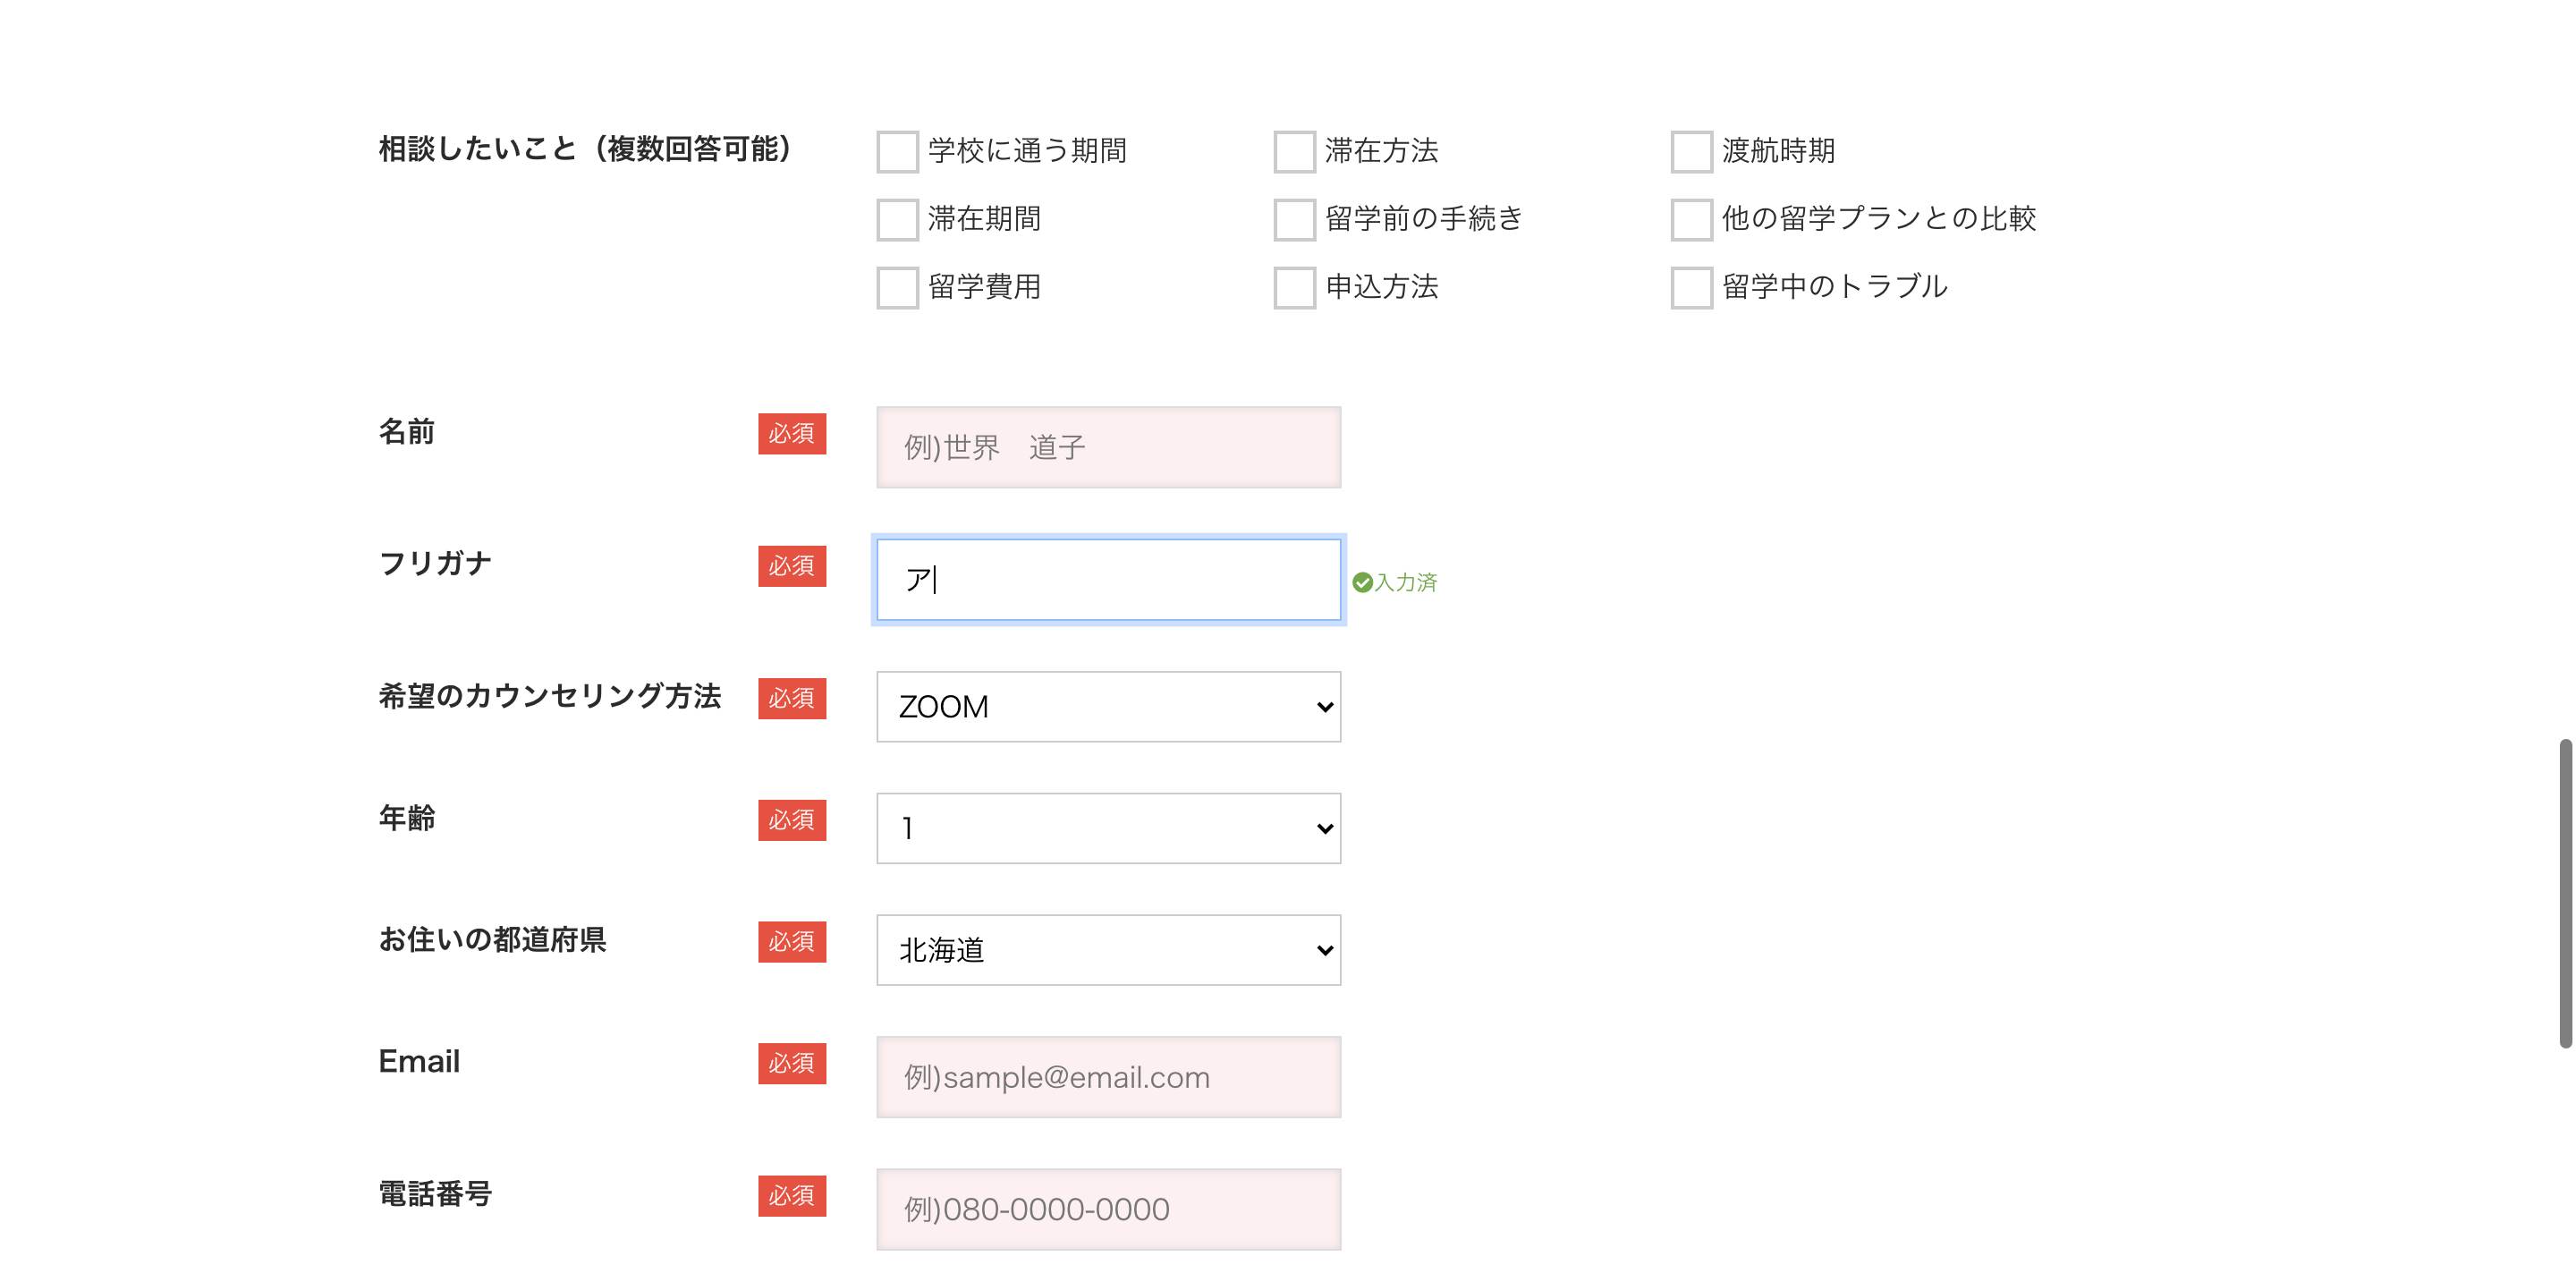 相談したいこと（複数回答可能）
学校に通う期間 滞在方法 渡航時期
滞在期間 留学前の手続き 他の留学プランとの比較
留学費用 申込方法 留学中のトラブル
名前 必須 例)世界　道子
フリガナ 必須 ア 入力済
希望のカウンセリング方法 必須 ZOOM
年齢 必須 1
お住いの都道府県 必須 北海道
Email 必須 例)sample@email.com
電話番号 必須 例)080-0000-0000